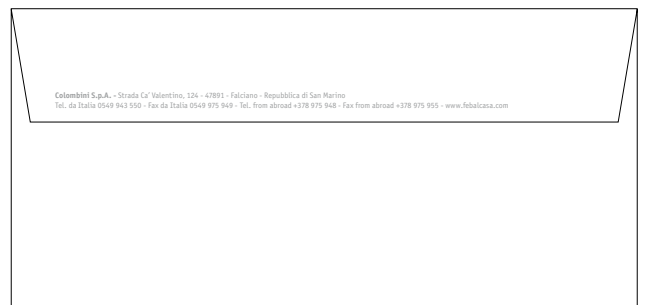 Colombini S.p.A. - Strada Ca' Valentino, 124 - 47891 - Falciano - Repubblica di San Marino
Tel. da Italia 0549 943 550 - Fax da Italia 0549 975 949 - Tel. from abroad +378 975 948 - Fax from abroad +378 975 955 - www.febalcasa.com